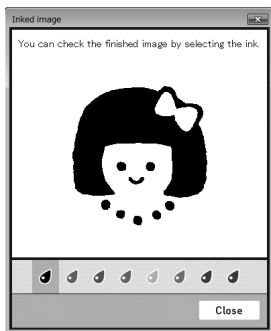 Inked image
You can check the finished image by selecting the ink.
Close